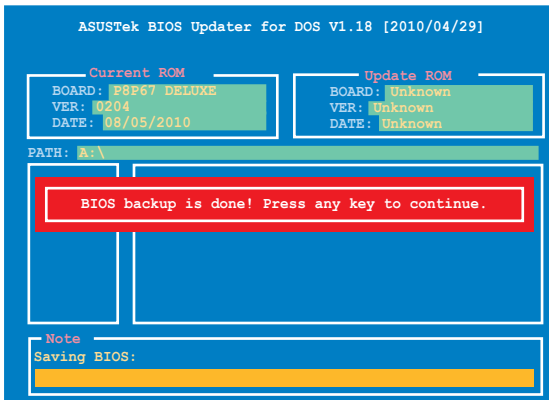 ASUSTek BIOS Updater for DOS V1.18 [2010/04/29]
Current ROM
BOARD: P8P67 DELUXE
VER: 0204
DATE: 08/05/2010
Update ROM
BOARD: Unknown
VER: Unknown
DATE: Unknown
PATH: A:\
BIOS backup is done! Press any key to continue.
Note
Saving BIOS: